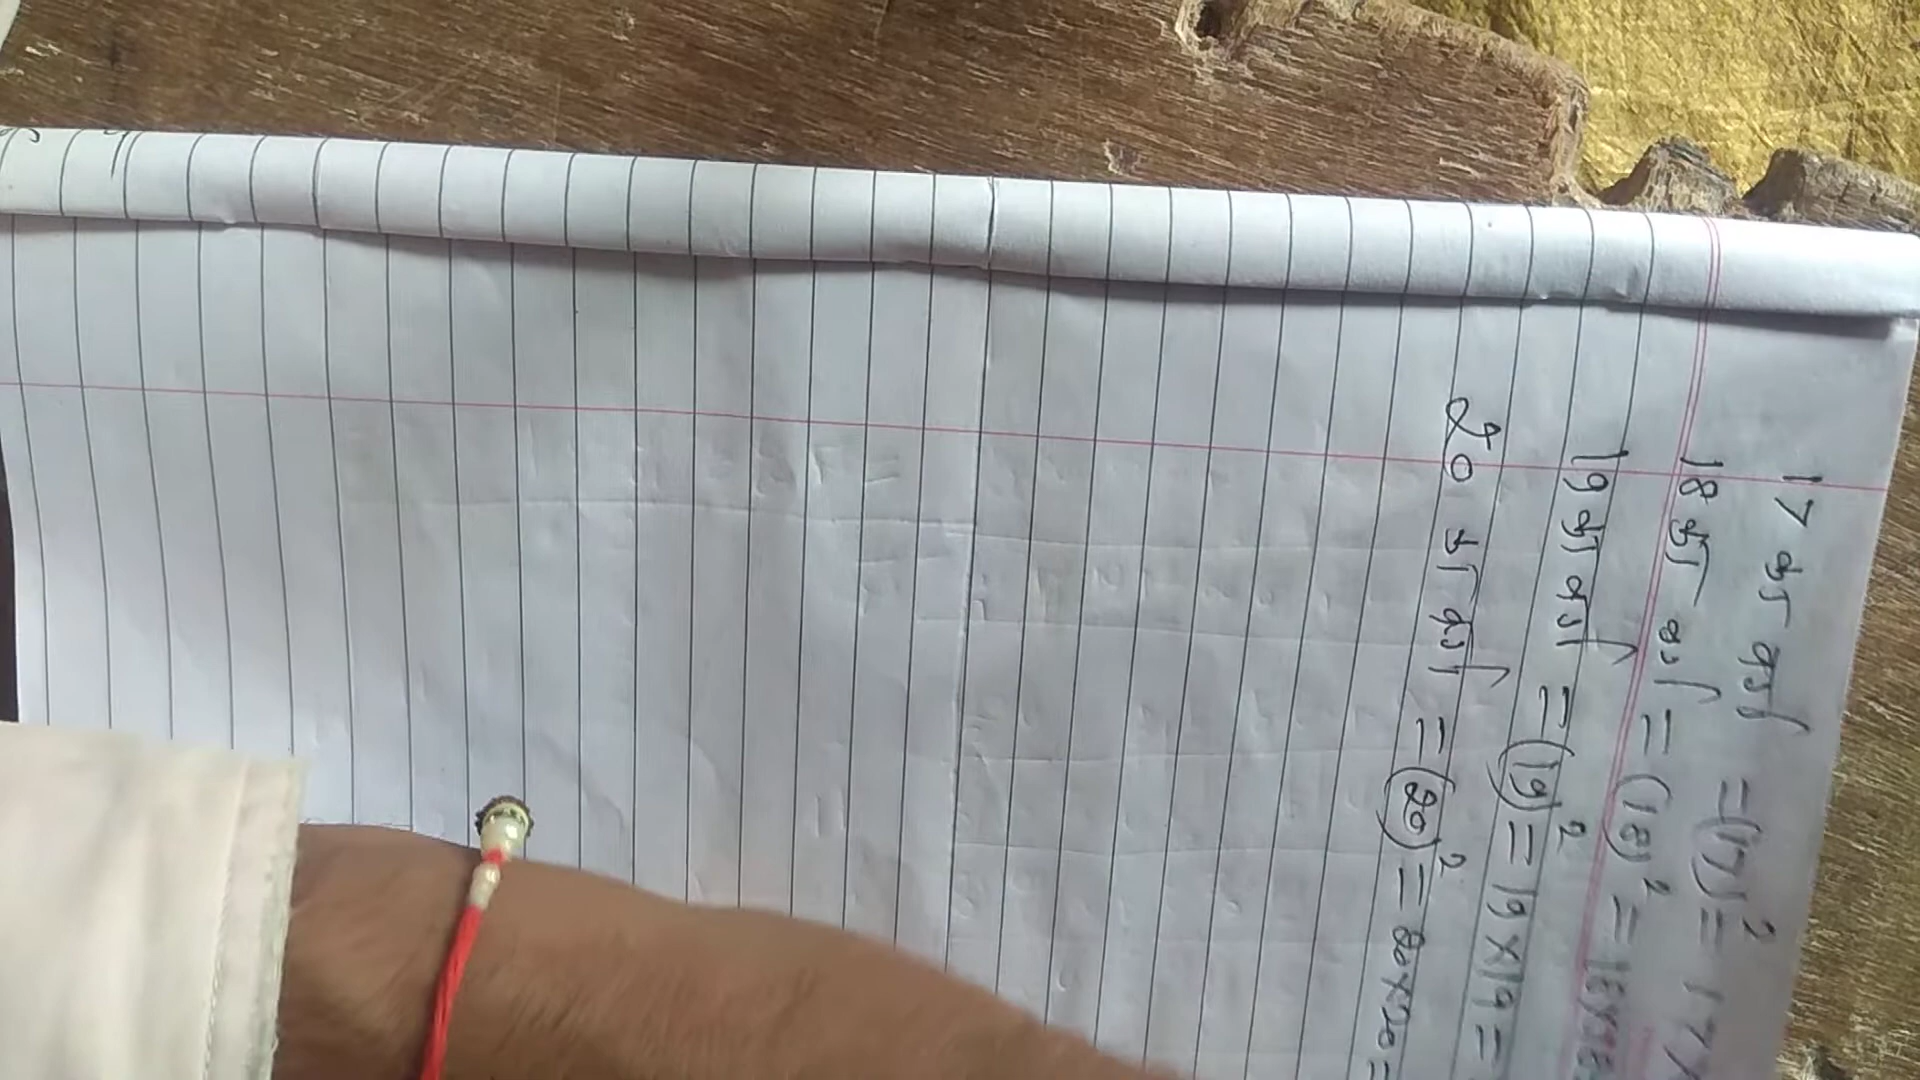 17 का वर्ग = (17)² = 17×
18 का वर्ग = (18)² = 18×18
19 का वर्ग = (19)² = 19×19 =
20 का वर्ग = (20)² = 20×20 =